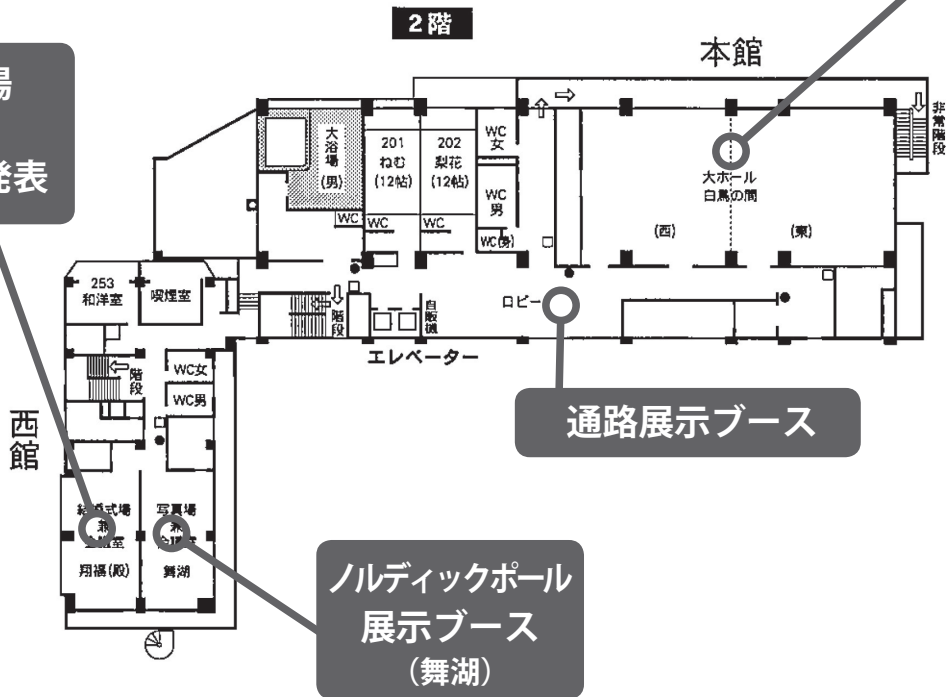 2階
本館
場
発表
大浴場
(男)
201
ねむ
(12帖)
202
梨花
(12帖)
WC
女
WC
男
WC(男)
WC
WC
WC
大ホール
白鳥の間
(西)
(東)
非常階段
253
和洋室
喫煙室
階段
自販機
ロビー
エレベーター
階段
WC女
WC男
西館
通路展示ブース
結婚式場
兼
翔福(殿)
写真場
兼
舞湖
ノルディックポール
展示ブース
(舞湖)